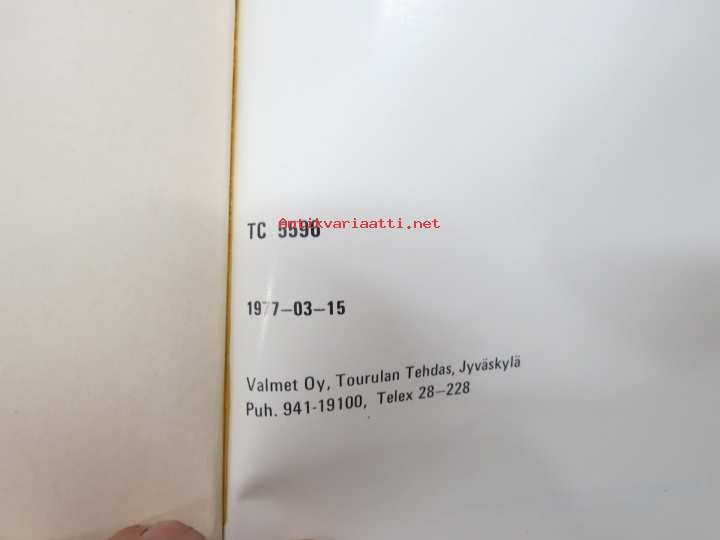 Antikvariaatti.net
TC 5596
1977-03-15
Valmet Oy, Tourulan Tehdas, Jyväskylä
Puh. 941-19100, Telex 28-228